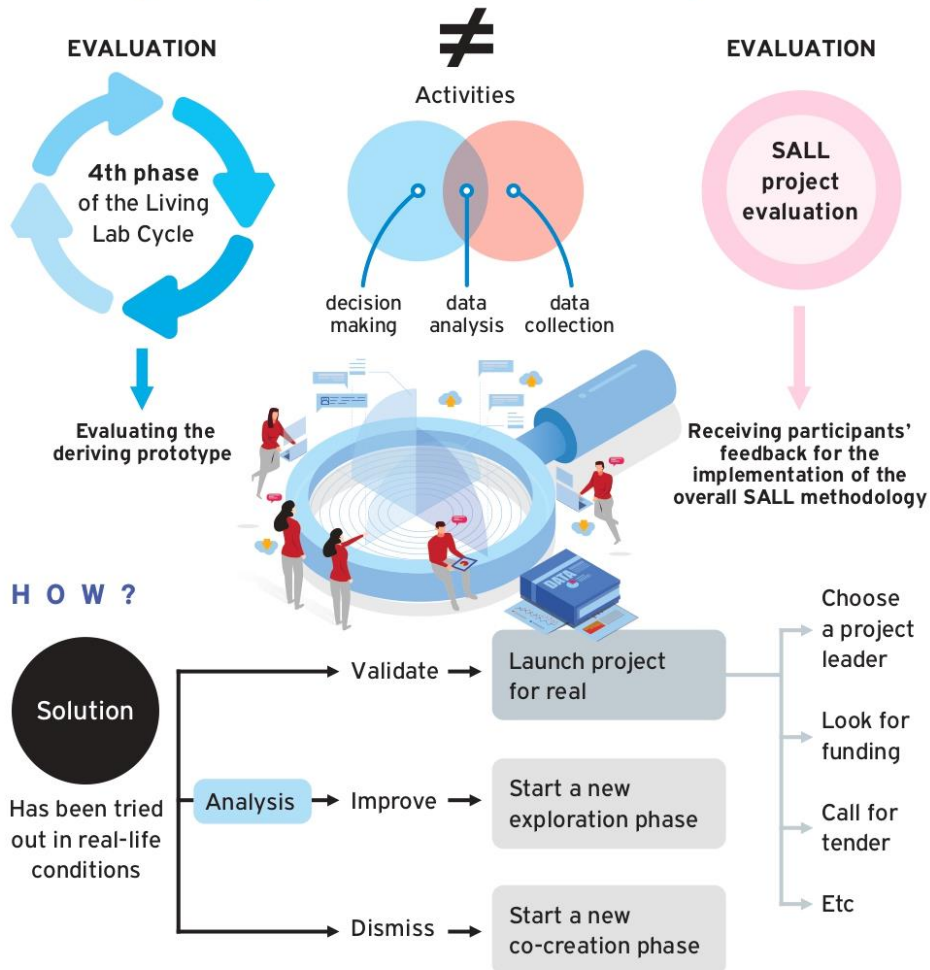 EVALUATION
4th phase
of the Living
Lab Cycle
Evaluating the
deriving prototype
≠
Activities
decision
making
data
analysis
data
collection
EVALUATION
SALL
project
evaluation
Receiving participants'
feedback for the
implementation of the
overall SALL methodology
DATA
HOW?
Solution
Has been tried
out in real-life
conditions
Analysis
Validate
Launch project
for real
Choose
a project
leader
Look for
funding
Call for
tender
Etc
Improve
Start a new
exploration phase
Dismiss
Start a new
co-creation phase